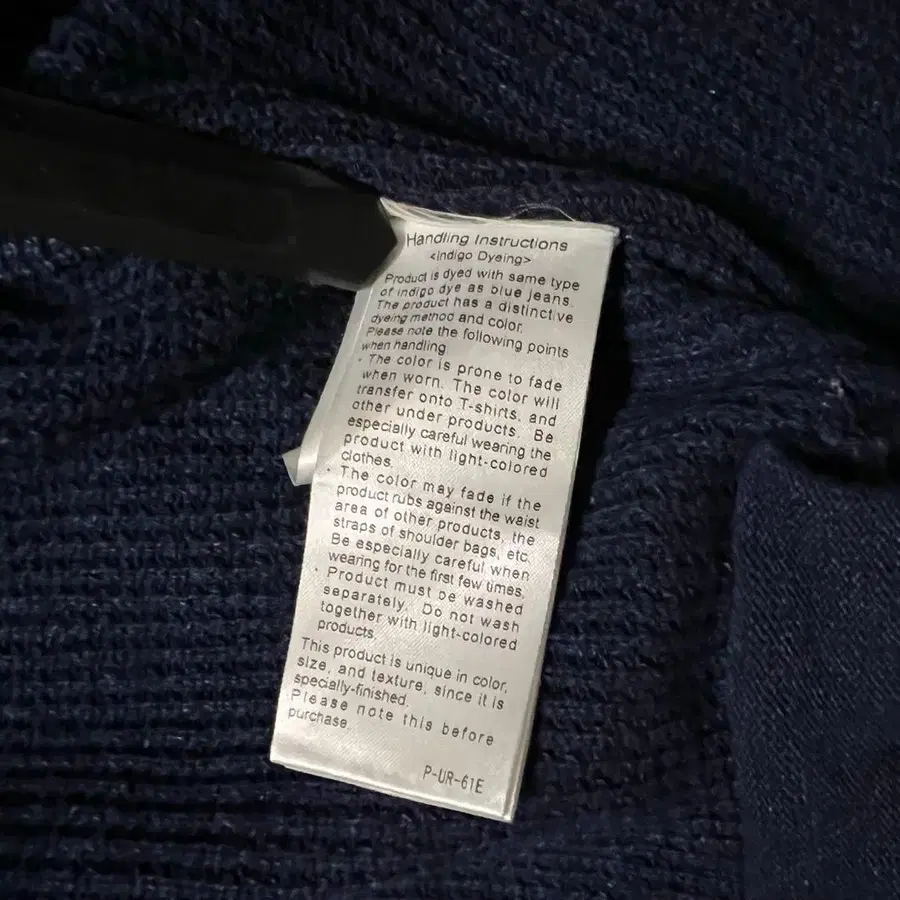 Handling Instructions
<Indigo Dyeing>
Product is dyed with same type
of indigo dye as blue jeans.
The product has a distinctive
dyeing method and color.
Please note the following points
when handling
· The color is prone to fade
when worn. The color will
transfer onto T-shirts, and
other under products. Be
especially careful wearing the
product with light-colored
clothes.
· The color may fade if the
product rubs against the waist
area of other products, the
straps of shoulder bags, etc.
Be especially careful when
wearing for the first few times.
· Product must be washed
separately. Do not wash
together with light-colored
products.
This product is unique in color,
size, and texture, since it is
specially-finished.
Please note this before
purchase.
P-UR-61E